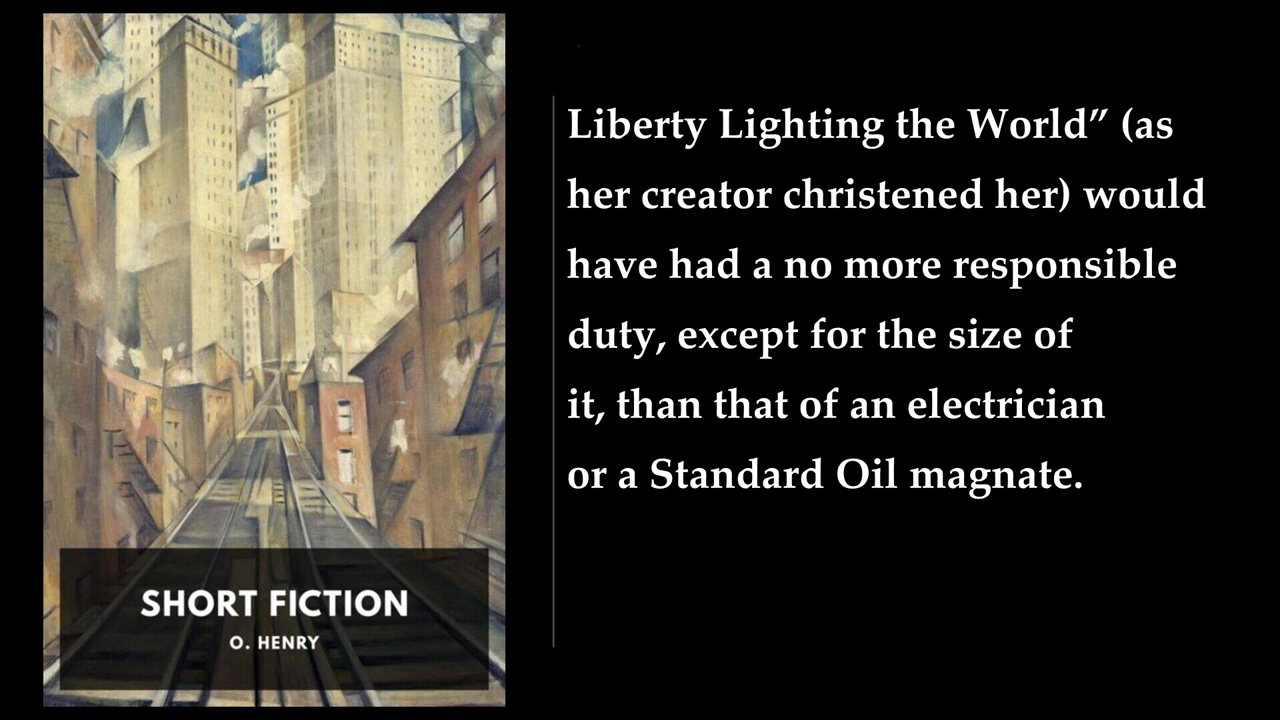 Liberty Lighting the World” (as
her creator christened her) would
have had a no more responsible
duty, except for the size of
it, than that of an electrician
or a Standard Oil magnate.
SHORT FICTION
O. HENRY